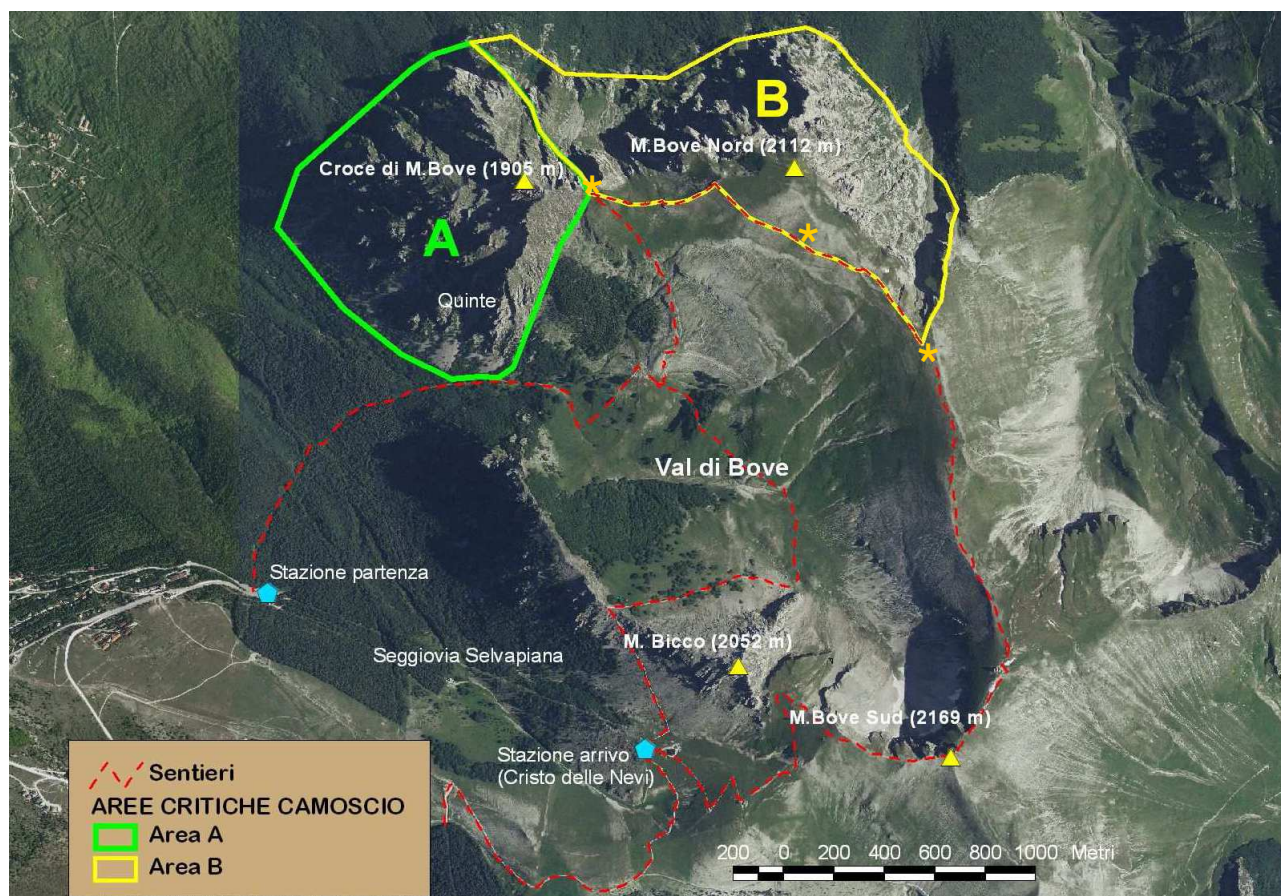 B
M.Bove Nord (2112 m)
Croce di M.Bove (1905 m)
A
Quinte
Val di Bove
Stazione partenza
M. Bicco (2052 m)
Seggiovia Selvapiana
M.Bove Sud (2169 m)
Stazione arrivo
(Cristo delle Nevi)
Sentieri
AREE CRITICHE CAMOSCIO
Area A
Area B
200 0 200 400 600 800 1000 Metri